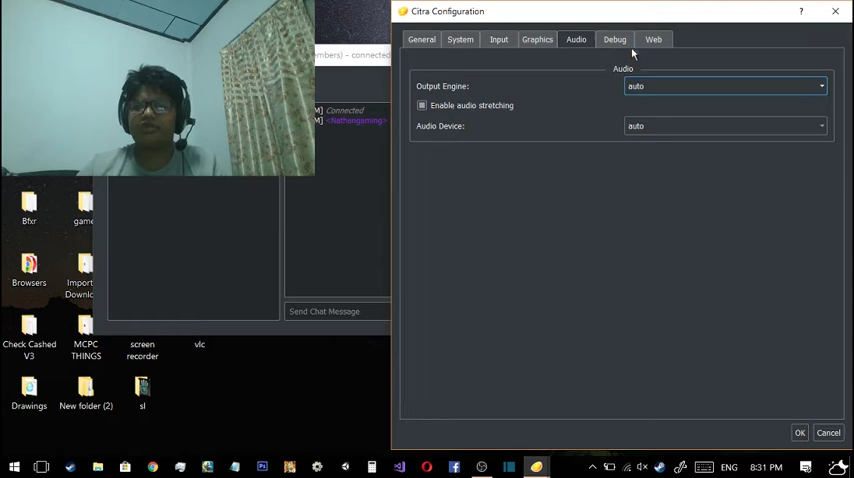 Citra Configuration
?
General
System
Input
Graphics
Audio
Debug
Web
Audio
Output Engine:
auto
Enable audio stretching
Audio Device:
auto
OK
Cancel
mbers) – connected
M] Connected
M] <Nathangaming>
Send Chat Message
Bfxr
game
Browsers
Import
Downlo
Check Cashed
V3
MCPC
THINGS
screen
recorder
vlc
Drawings
New folder (2)
sl
ENG
8:31 PM